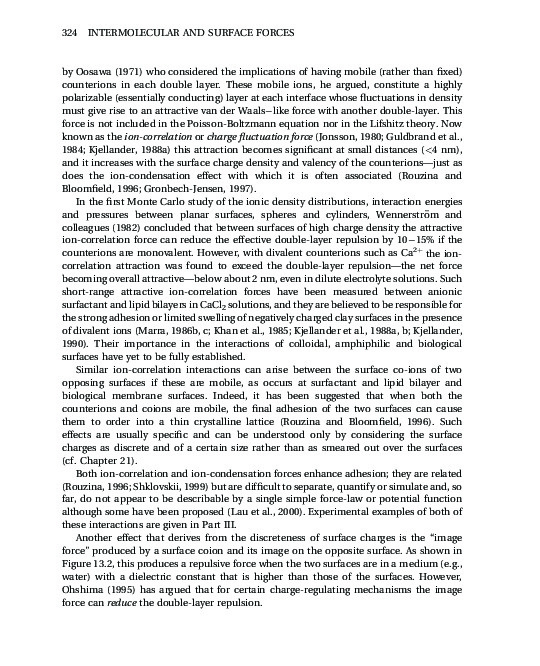 324 INTERMOLECULAR AND SURFACE FORCES
by Oosawa (1971) who considered the implications of having mobile (rather than fixed)
counterions in each double layer. These mobile ions, he argued, constitute a highly
polarizable (essentially conducting) layer at each interface whose fluctuations in density
must give rise to an attractive van der Waals–like force with another double-layer. This
force is not included in the Poisson-Boltzmann equation nor in the Lifshitz theory. Now
known as the ion-correlation or charge fluctuation force (Jonsson, 1980; Guldbrand et al.,
1984; Kjellander, 1988a) this attraction becomes significant at small distances (<4 nm),
and it increases with the surface charge density and valency of the counterions—just as
does the ion-condensation effect with which it is often associated (Rouzina and
Bloomfield, 1996; Gronbech-Jensen, 1997).
In the first Monte Carlo study of the ionic density distributions, interaction energies
and pressures between planar surfaces, spheres and cylinders, Wennerström and
colleagues (1982) concluded that between surfaces of high charge density the attractive
ion-correlation force can reduce the effective double-layer repulsion by 10–15% if the
counterions are monovalent. However, with divalent counterions such as Ca²⁺ the ion-
correlation attraction was found to exceed the double-layer repulsion—the net force
becoming overall attractive—below about 2 nm, even in dilute electrolyte solutions. Such
short-range attractive ion-correlation forces have been measured between anionic
surfactant and lipid bilayers in CaCl₂ solutions, and they are believed to be responsible for
the strong adhesion or limited swelling of negatively charged clay surfaces in the presence
of divalent ions (Marra, 1986b, c; Khan et al., 1985; Kjellander et al., 1988a, b; Kjellander,
1990). Their importance in the interactions of colloidal, amphiphilic and biological
surfaces have yet to be fully established.
Similar ion-correlation interactions can arise between the surface co-ions of two
opposing surfaces if these are mobile, as occurs at surfactant and lipid bilayer and
biological membrane surfaces. Indeed, it has been suggested that when both the
counterions and coions are mobile, the final adhesion of the two surfaces can cause
them to order into a thin crystalline lattice (Rouzina and Bloomfield, 1996). Such
effects are usually specific and can be understood only by considering the surface
charges as discrete and of a certain size rather than as smeared out over the surfaces
(cf. Chapter 21).
Both ion-correlation and ion-condensation forces enhance adhesion; they are related
(Rouzina, 1996; Shklovskii, 1999) but are difficult to separate, quantify or simulate and, so
far, do not appear to be describable by a single simple force-law or potential function
although some have been proposed (Lau et al., 2000). Experimental examples of both of
these interactions are given in Part III.
Another effect that derives from the discreteness of surface charges is the “image
force” produced by a surface coion and its image on the opposite surface. As shown in
Figure 13.2, this produces a repulsive force when the two surfaces are in a medium (e.g.,
water) with a dielectric constant that is higher than those of the surfaces. However,
Ohshima (1995) has argued that for certain charge-regulating mechanisms the image
force can reduce the double-layer repulsion.